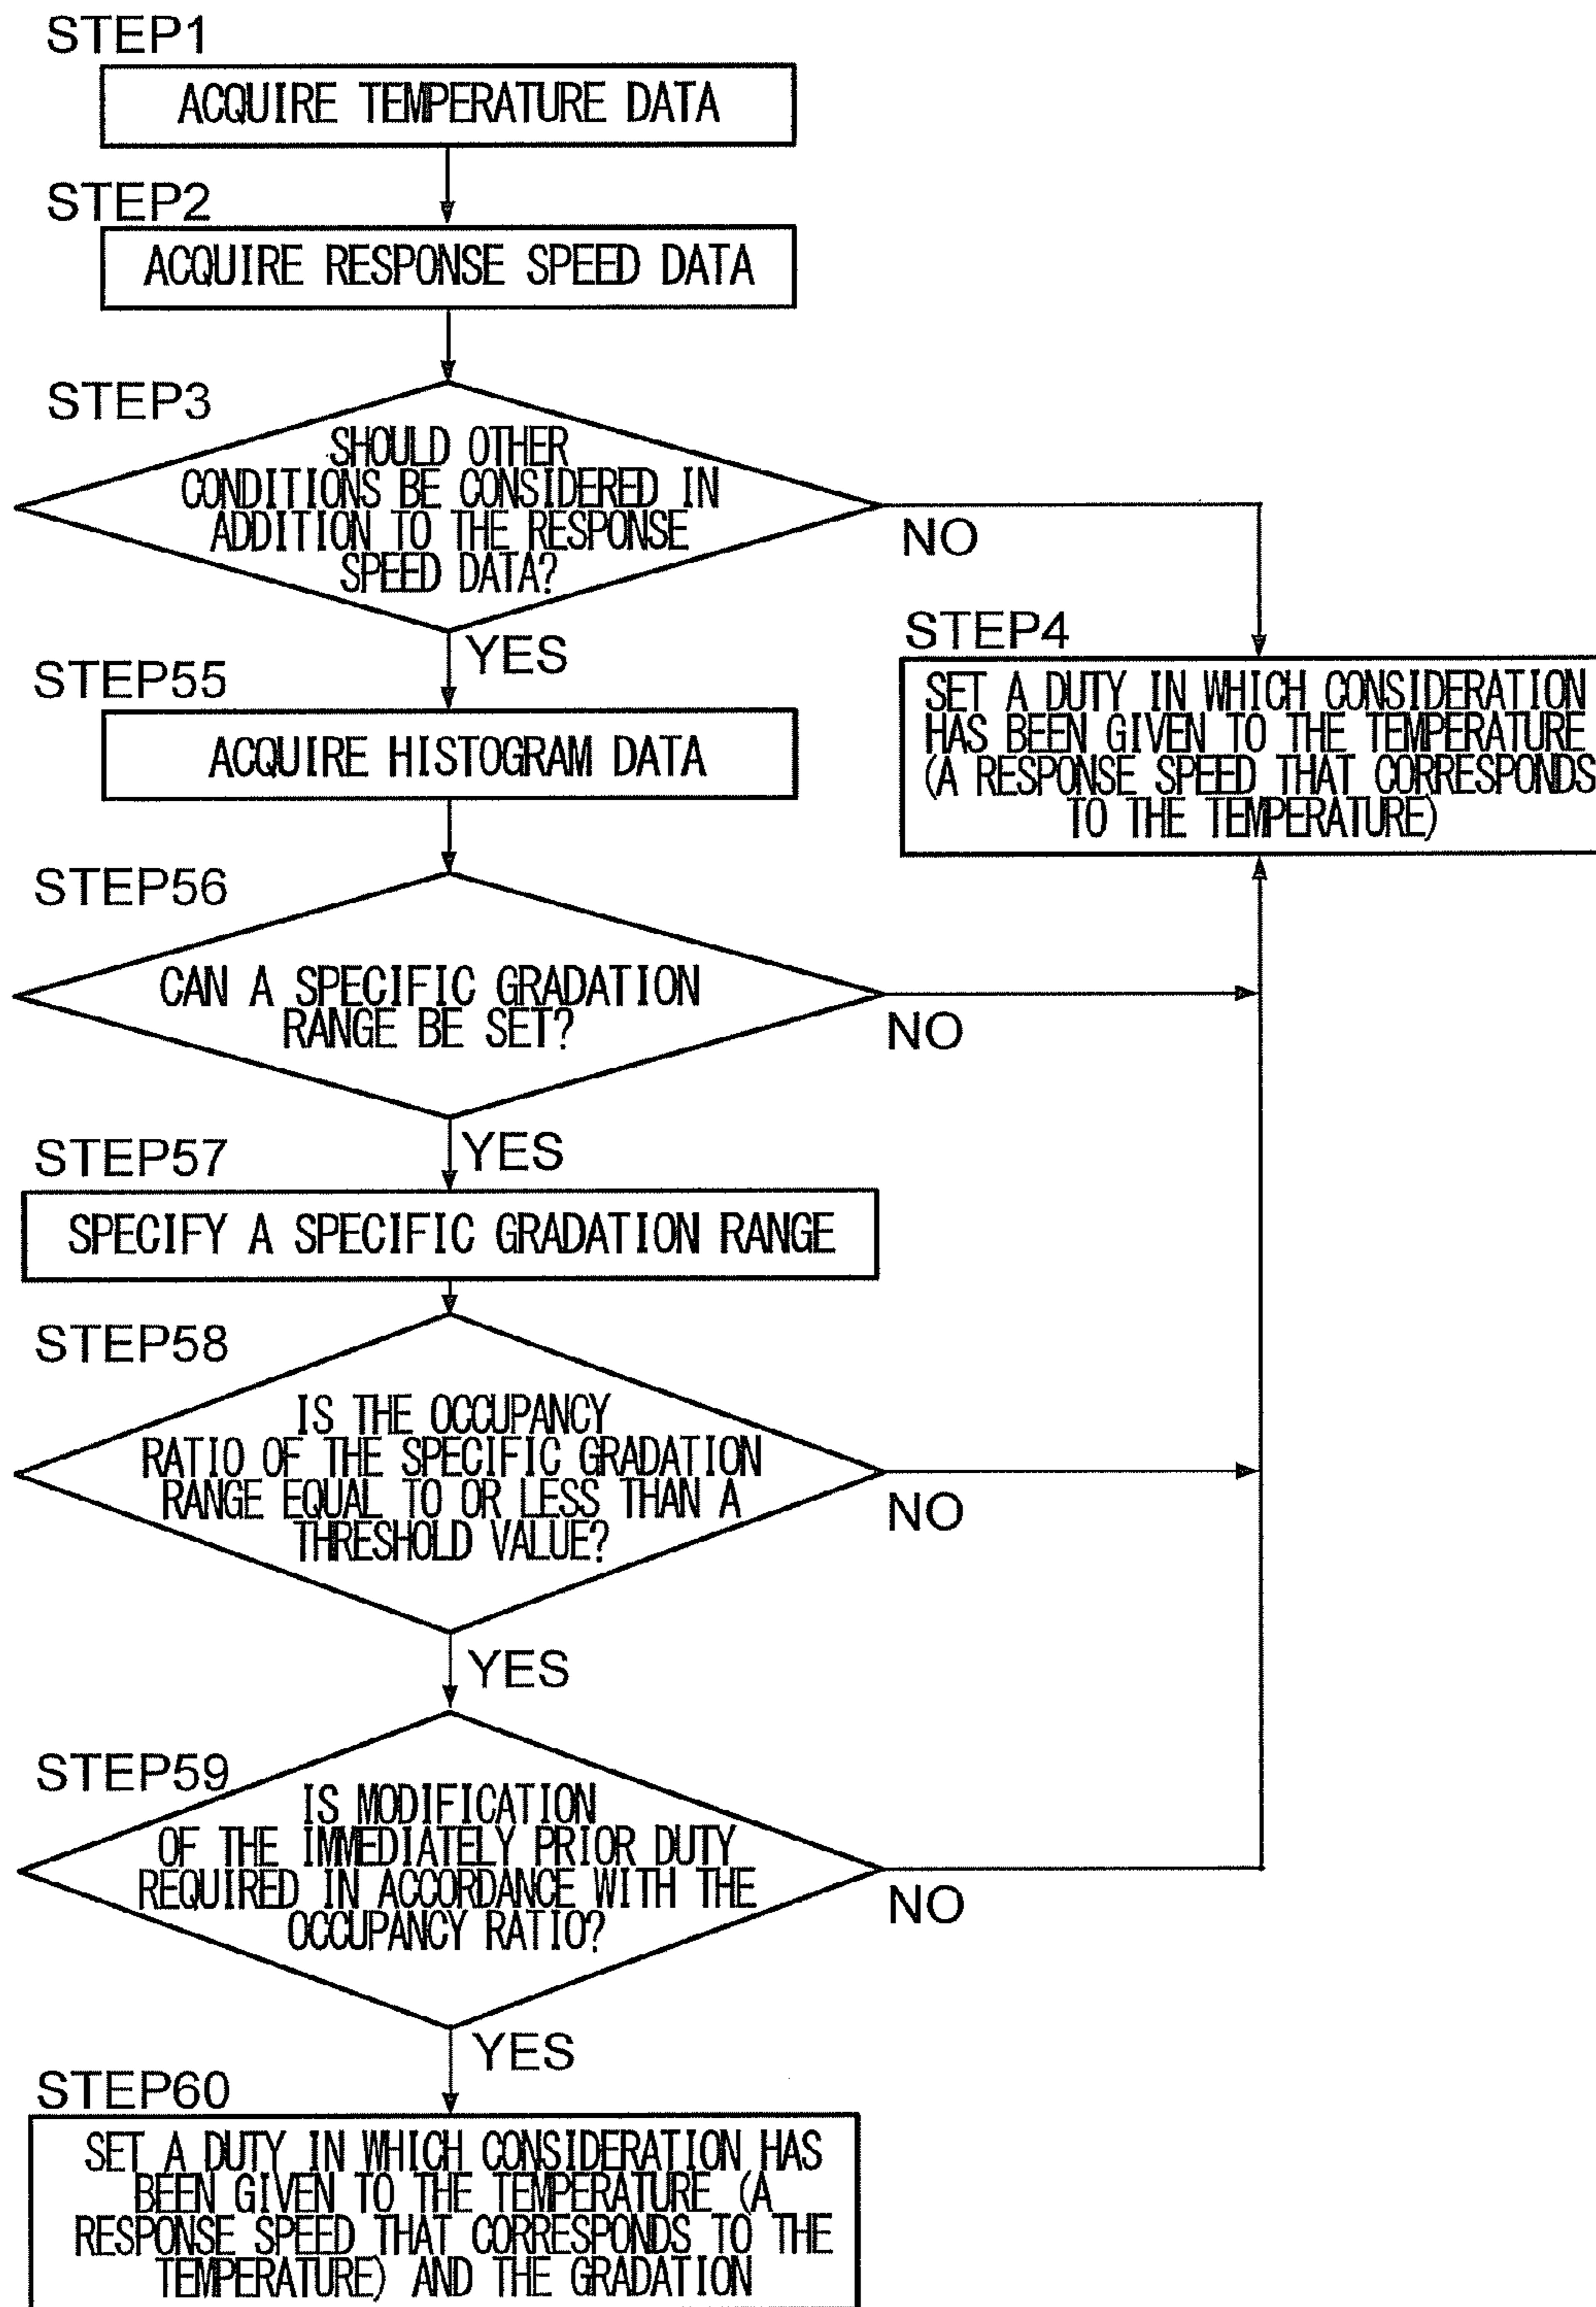 STEP1
ACQUIRE TEMPERATURE DATA
STEP2
ACQUIRE RESPONSE SPEED DATA
STEP3
SHOULD OTHER
CONDITIONS BE CONSIDERED IN
ADDITION TO THE RESPONSE
SPEED DATA?
NO
YES
STEP4
SET A DUTY IN WHICH CONSIDERATION
HAS BEEN GIVEN TO THE TEMPERATURE
(A RESPONSE SPEED THAT CORRESPONDS
TO THE TEMPERATURE)
STEP55
ACQUIRE HISTOGRAM DATA
STEP56
CAN A SPECIFIC GRADATION
RANGE BE SET?
NO
YES
STEP57
SPECIFY A SPECIFIC GRADATION RANGE
STEP58
IS THE OCCUPANCY
RATIO OF THE SPECIFIC GRADATION
RANGE EQUAL TO OR LESS THAN A
THRESHOLD VALUE?
NO
YES
STEP59
IS MODIFICATION
OF THE IMMEDIATELY PRIOR DUTY
REQUIRED IN ACCORDANCE WITH THE
OCCUPANCY RATIO?
NO
YES
STEP60
SET A DUTY IN WHICH CONSIDERATION HAS
BEEN GIVEN TO THE TEMPERATURE (A
RESPONSE SPEED THAT CORRESPONDS TO THE
TEMPERATURE) AND THE GRADATION